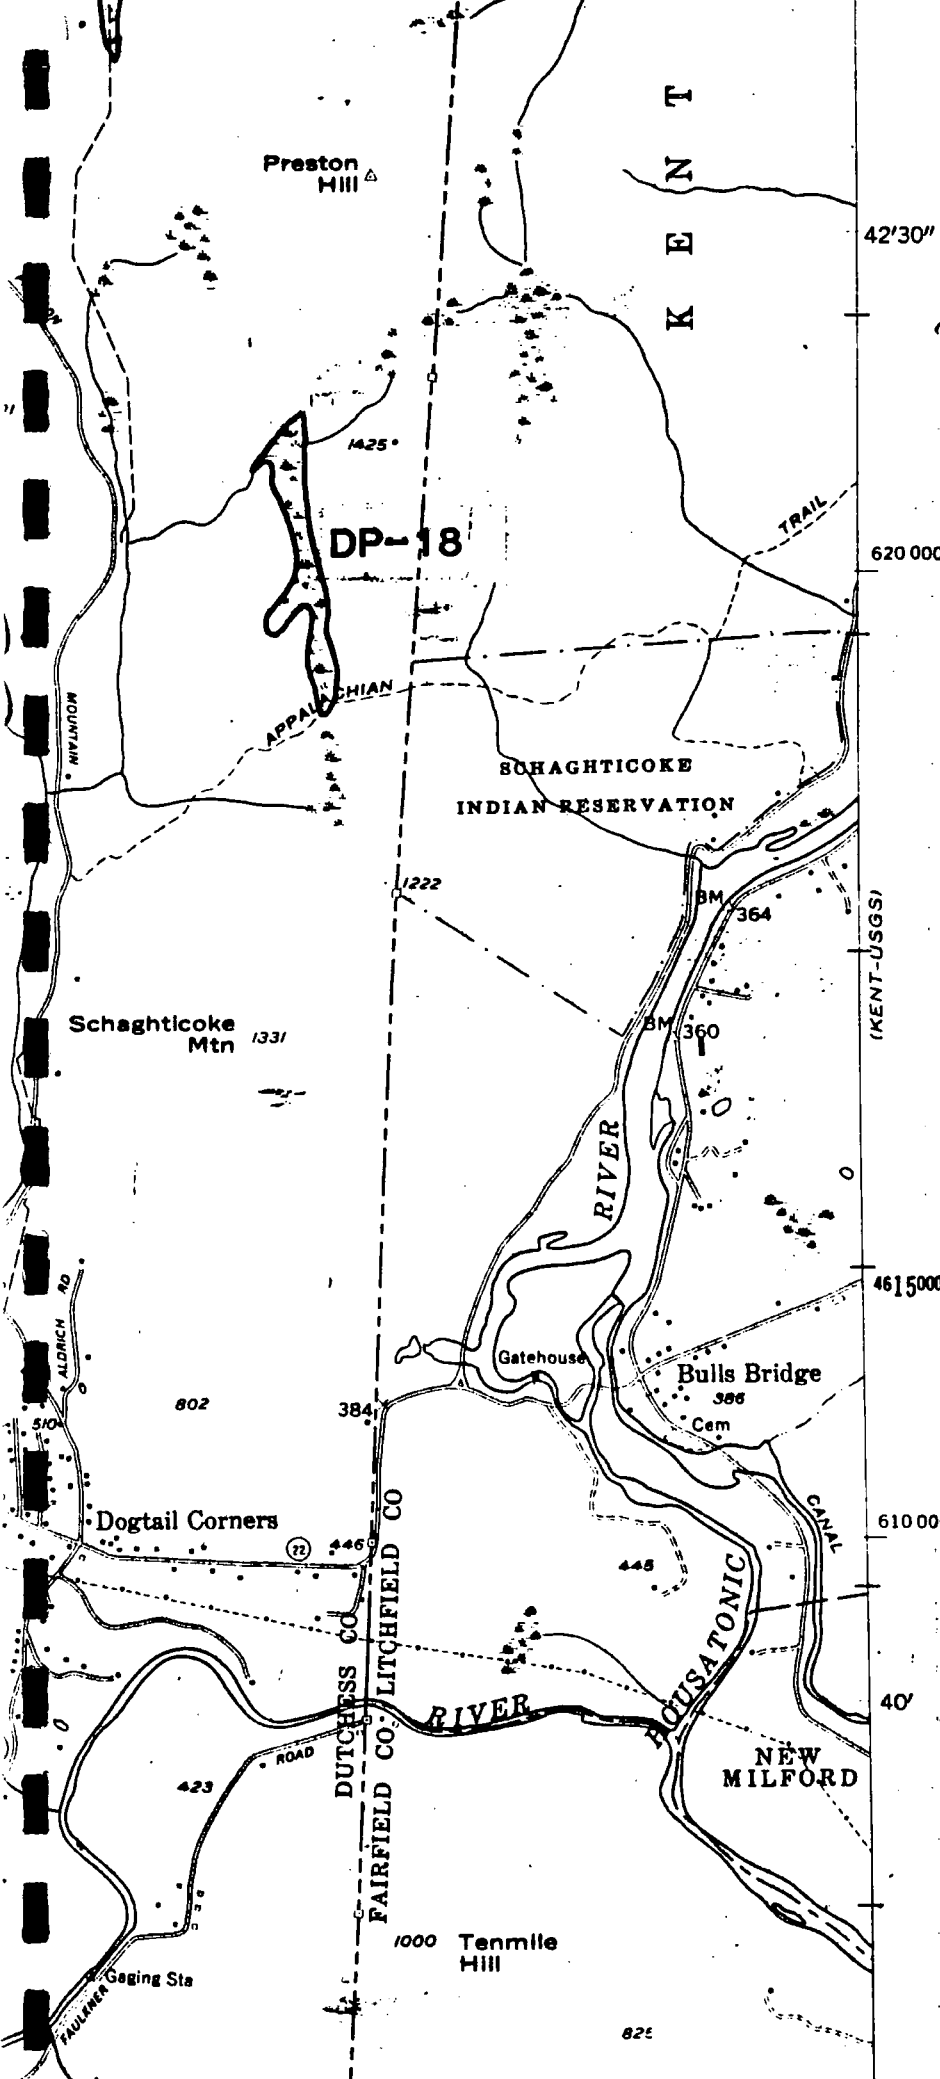 KENT
Preston
Hill
42'30"
1425
TRAIL
DP-18
620 000
MOUNTAIN
APPALACHIAN
SCHAGHTICOKE
INDIAN RESERVATION
1222
BM
364
(KENT-USGS)
Schaghticoke
Mtn
1331
BM
360
RIVER
4615000
ALDRICH RD
Gatehouse
Bulls Bridge
386
802
384
510
Cem
CANAL
Dogtail Corners
22
446
610 00
448
DUTCHESS CO
LITCHFIELD CO
HOUSATONIC
RIVER
40'
ROAD
NEW
MILFORD
423
FAIRFIELD CO
1000
Tenmile
Hill
Gaging Sta
FAULKNER